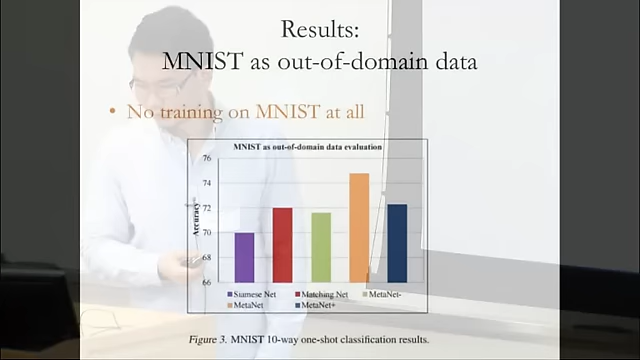 Results:
MNIST as out-of-domain data
• No training on MNIST at all
MNIST as out-of-domain data evaluation
76
74
72
70
68
66
Accuracy
Siamese Net
Matching Net
MetaNet-
MetaNet
MetaNet+
Figure 3. MNIST 10-way one-shot classification results.